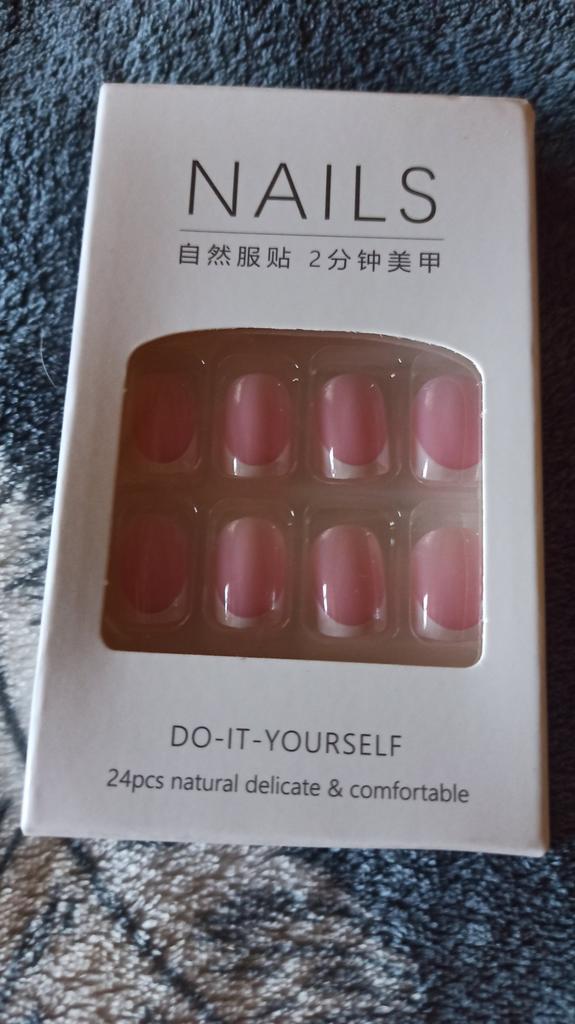 NAILS
自然服贴 2分钟美甲
DO-IT-YOURSELF
24pcs natural delicate & comfortable